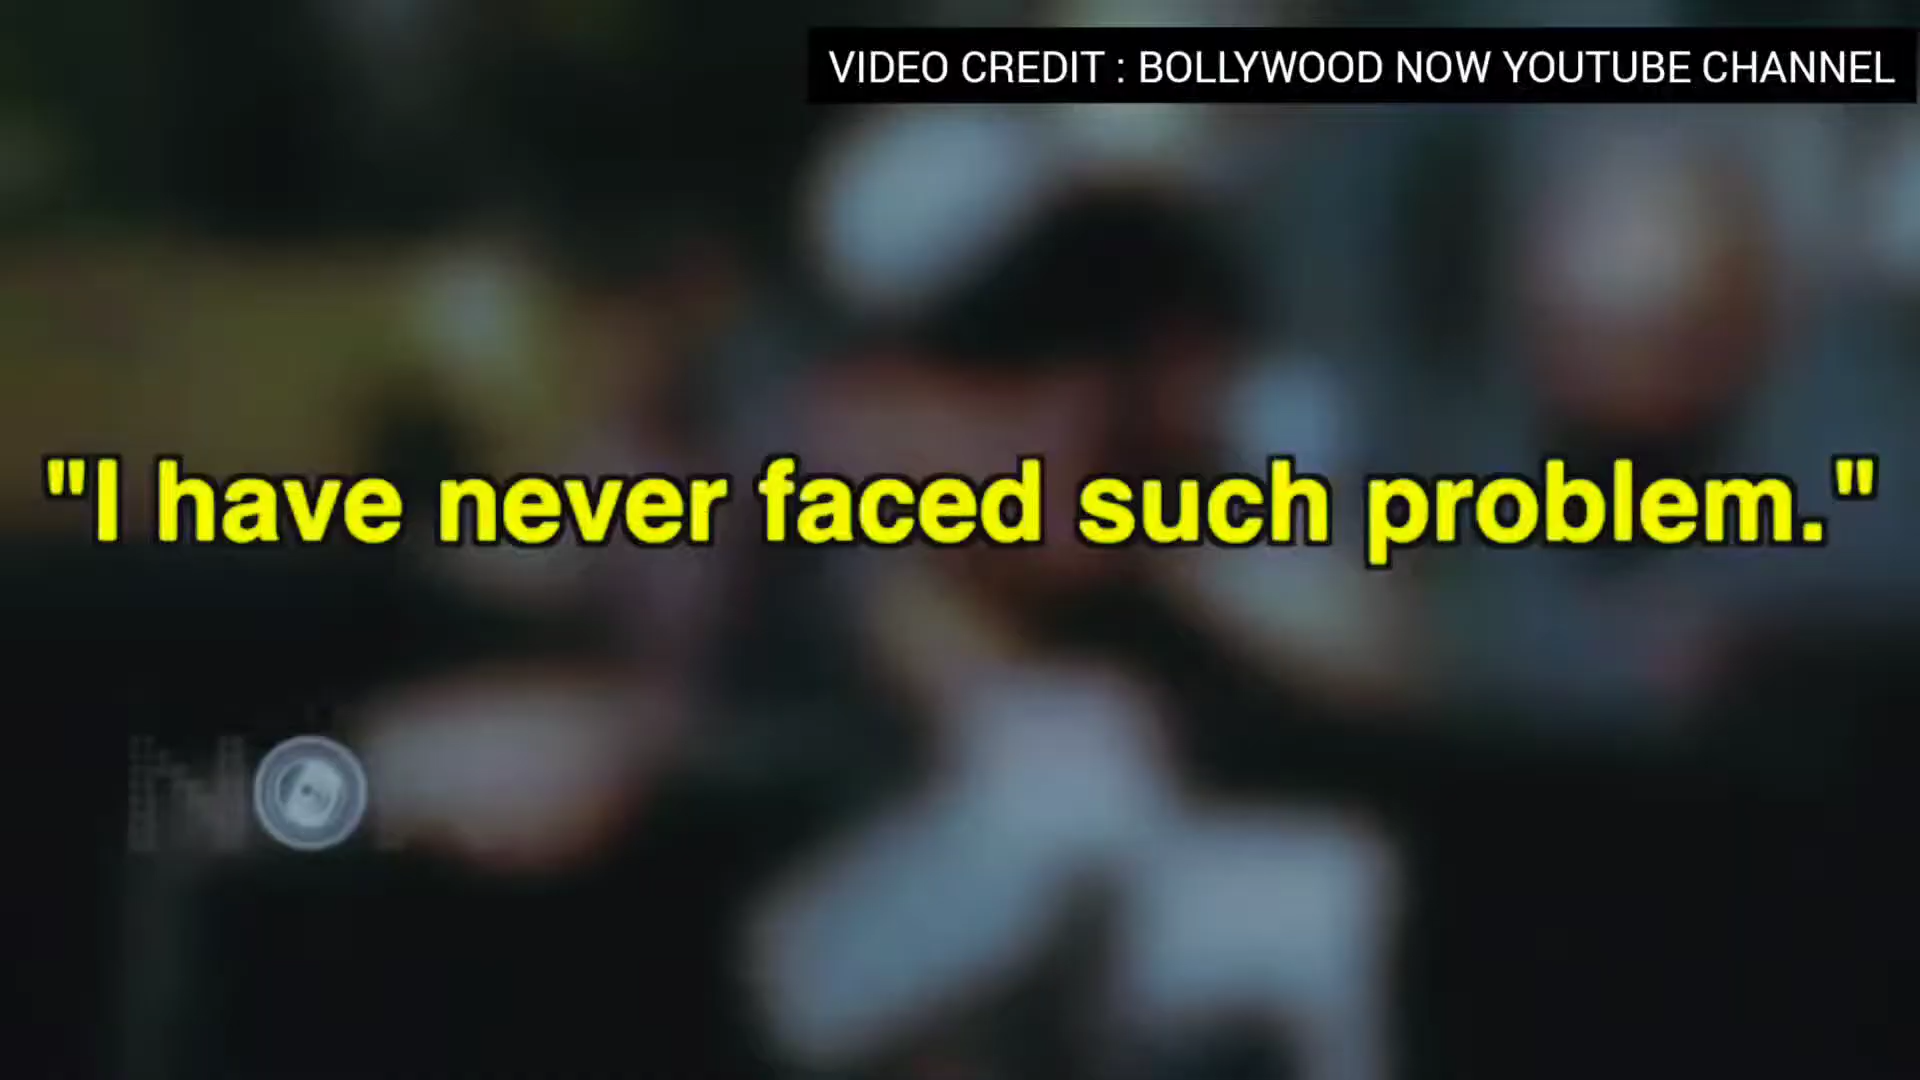 VIDEO CREDIT : BOLLYWOOD NOW YOUTUBE CHANNEL
"I have never faced such problem."